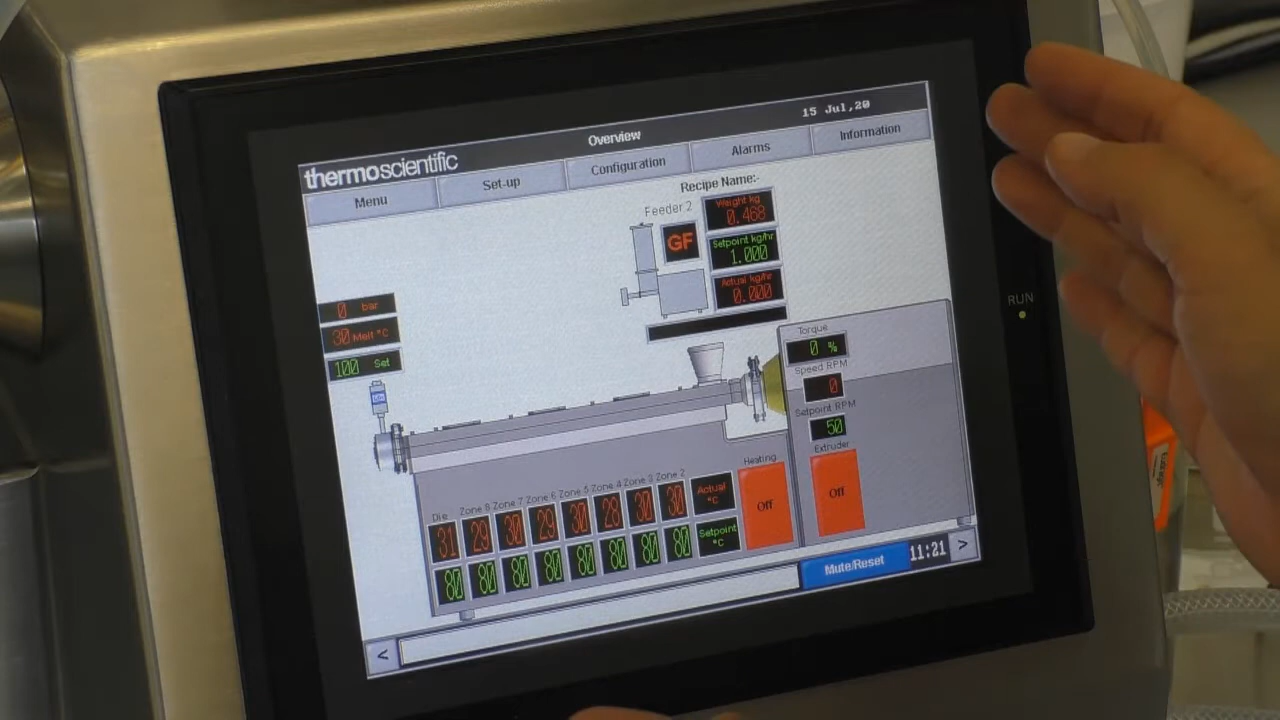 15 Jul,20
Overview
thermoscientific
Menu
Set-up
Configuration
Alarms
Information
Recipe Name:-
Feeder 2
GF
Weight kg
0.468
Setpoint kg/hr
1.000
Actual kg/hr
0.000
0 bar
30 Melt °C
100 Set
Torque
0 %
Speed RPM
0
Setpoint RPM
50
Extruder
Off
Heating
Off
Die Zone 8 Zone 7 Zone 6 Zone 5 Zone 4 Zone 3 Zone 2
31 29 30 29 30 28 30 30 Actual °C
80 80 80 80 80 80 80 80 Setpoint °C
Mute/Reset
11:21
>
<
RUN